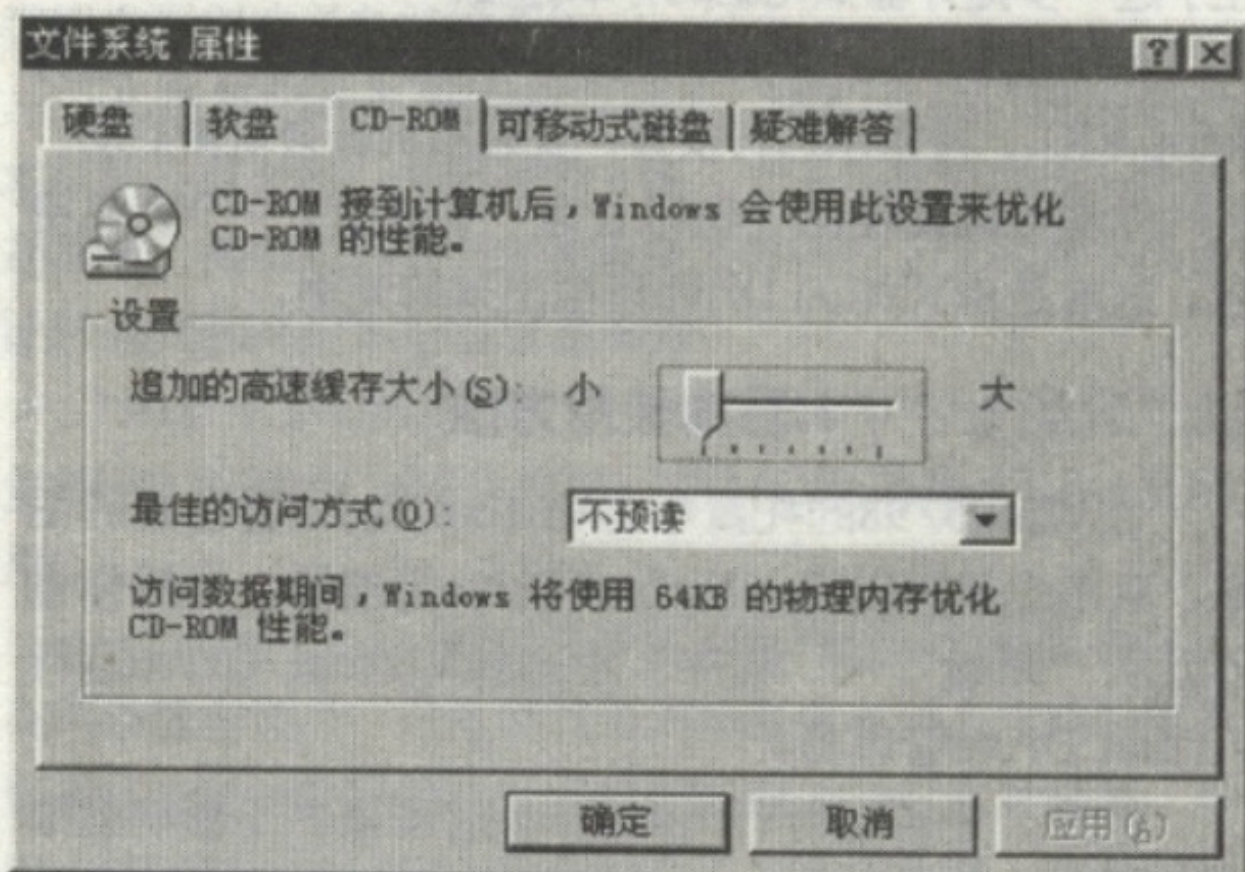 文件系统 属性
硬盘 软盘 CD-ROM 可移动式磁盘 疑难解答
CD-ROM 接到计算机后，Windows 会使用此设置来优化
CD-ROM 的性能。
设置
追加的高速缓存大小(S): 小 大
最佳的访问方式(O): 不预读
访问数据期间，Windows 将使用 64KB 的物理内存优化
CD-ROM 性能。
确定 取消 应用(A)